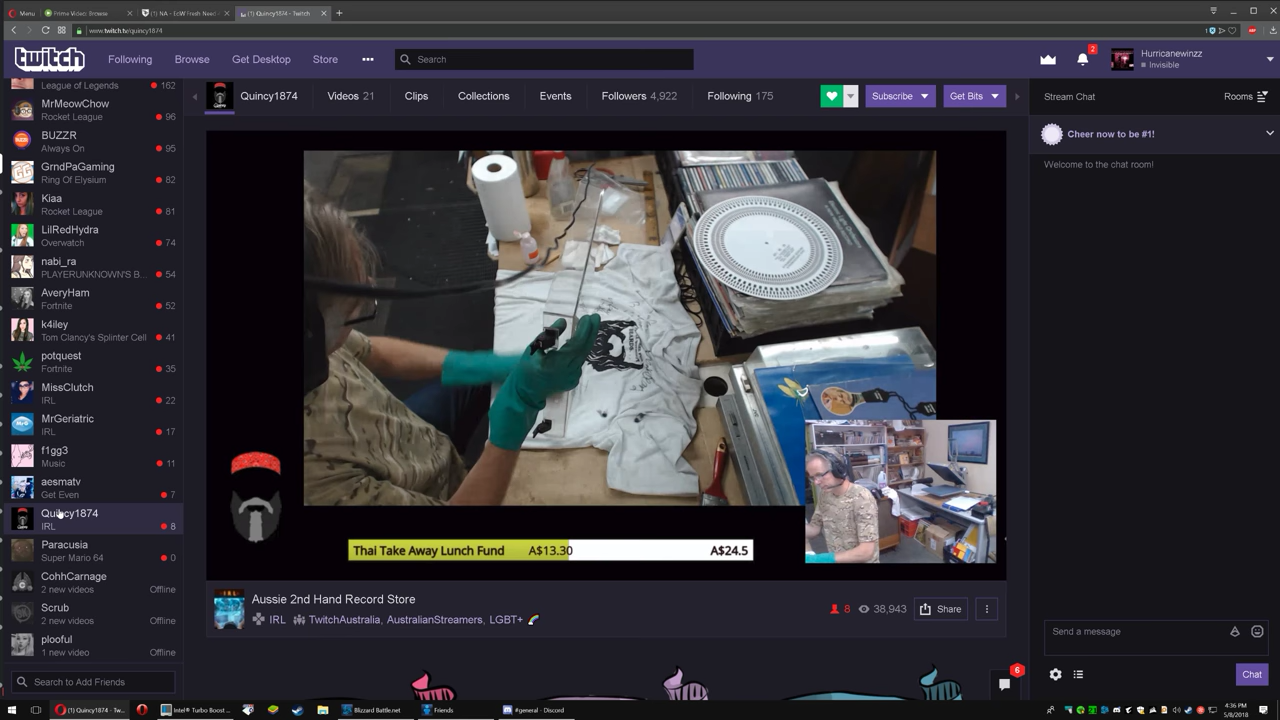 Menu
Prime Video: Browse
(1) NA - EcW Fresh Need -
(1) Quincy1874 - Twitch
www.twitch.tv/quincy1874
twitch
Following
Browse
Get Desktop
Store
Search
2
Hurricanewinzz
Invisible
League of Legends 162
MrMeowChow
Rocket League 96
BUZZR
Always On 95
GrndPaGaming
Ring Of Elysium 82
Kiaa
Rocket League 81
LilRedHydra
Overwatch 74
nabi_ra
PLAYERUNKNOWN'S B... 54
AveryHam
Fortnite 52
k4iley
Tom Clancy's Splinter Cell 41
potquest
Fortnite 35
MissClutch
IRL 22
MrGeriatric
IRL 17
f1gg3
Music 11
aesmatv
Get Even 7
Quincy1874
IRL 8
Paracusia
Super Mario 64 0
CohhCarnage
2 new videos Offline
Scrub
2 new videos Offline
plooful
1 new video Offline
Search to Add Friends
Quincy1874
Videos 21
Clips
Collections
Events
Followers 4,922
Following 175
Subscribe
Get Bits
Thai Take Away Lunch Fund A$13.30 A$24.5
Aussie 2nd Hand Record Store
IRL TwitchAustralia, AustralianStreamers, LGBT+
8 38,943 Share
6
Stream Chat Rooms
Cheer now to be #1!
Welcome to the chat room!
Send a message
Chat
(1) Quincy1874 - Tw...
Intel® Turbo Boost ...
Blizzard Battle.net
Friends
#general - Discord
4:36 PM
5/8/2018